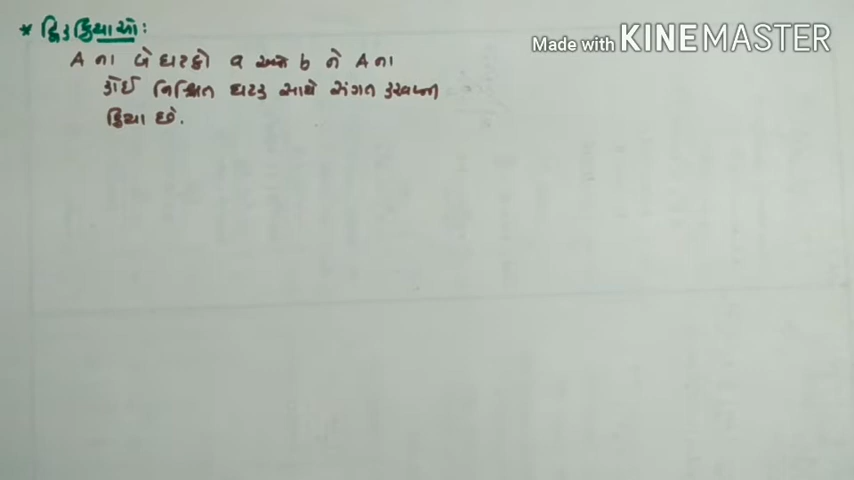 * દ્વિક્ક્રિયાઓ:
Made with KINEMASTER
A ના બે ઘટકો a અને b ને A ના
કોઈ નિશ્ચિત ઘટક સાથે સંગત કરવાની
ક્રિયા છે.